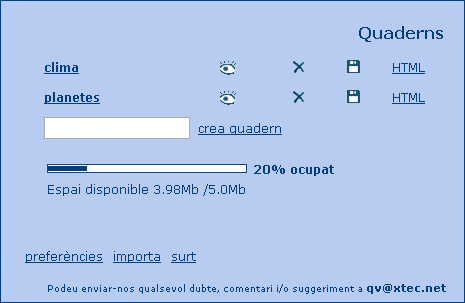 Quaderns
clima HTML
planetes HTML
crea quadern
20% ocupat
Espai disponible 3.98Mb /5.0Mb
preferències importa surt
Podeu enviar-nos qualsevol dubte, comentari i/o suggeriment a qv@xtec.net